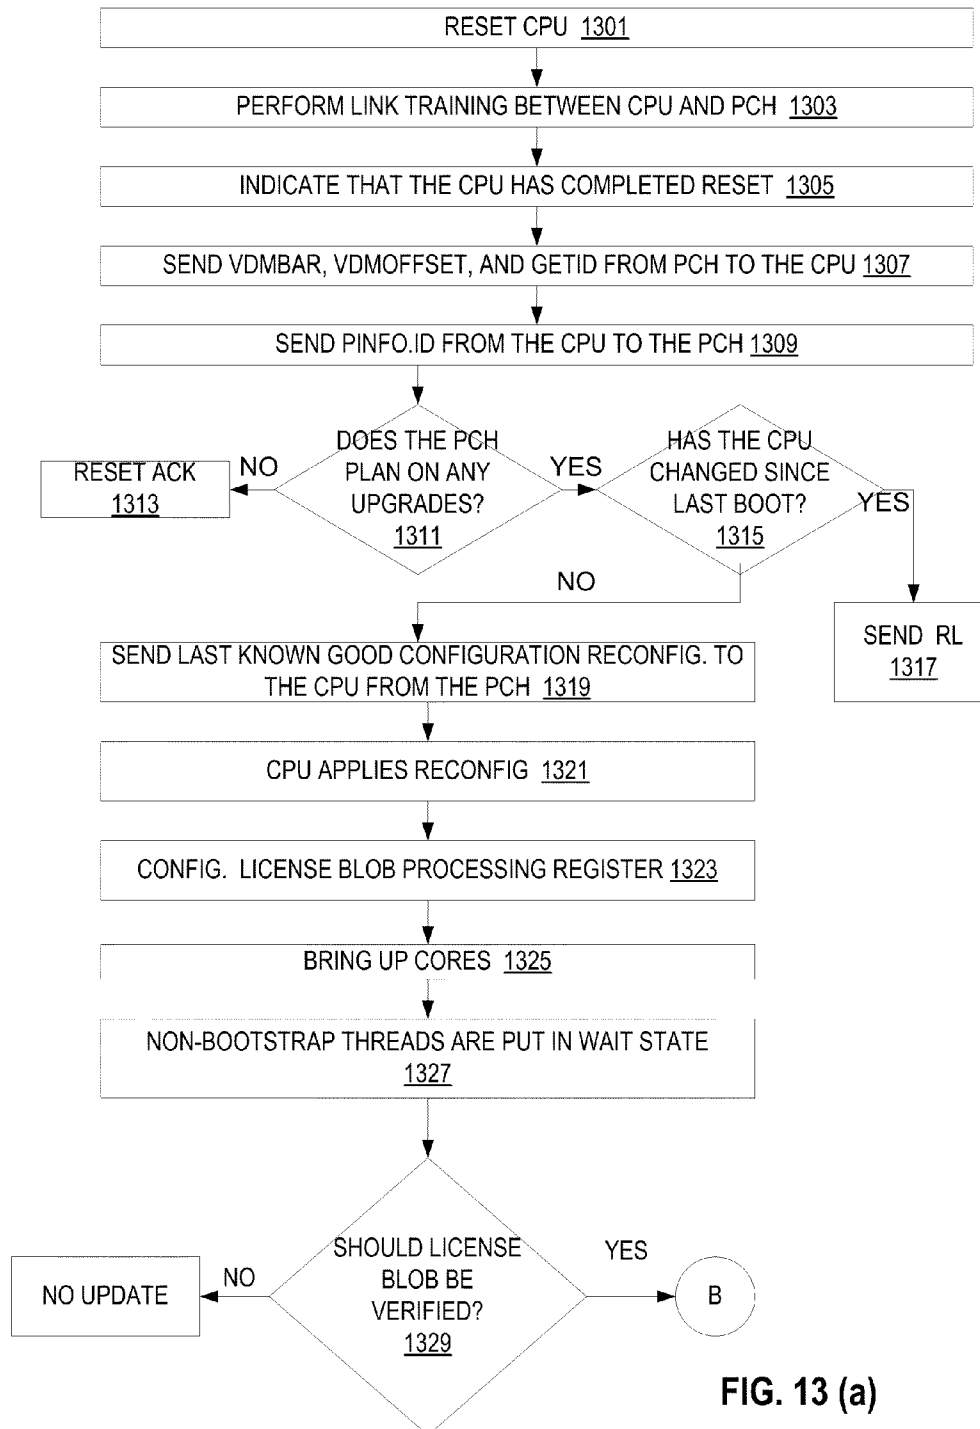 RESET CPU 1301
PERFORM LINK TRAINING BETWEEN CPU AND PCH 1303
INDICATE THAT THE CPU HAS COMPLETED RESET 1305
SEND VDMBAR, VDMOFFSET, AND GETID FROM PCH TO THE CPU 1307
SEND PINFO.ID FROM THE CPU TO THE PCH 1309
DOES THE PCH
PLAN ON ANY
UPGRADES?
1311
NO
RESET ACK
1313
YES
HAS THE CPU
CHANGED SINCE
LAST BOOT?
1315
YES
SEND RL
1317
NO
SEND LAST KNOWN GOOD CONFIGURATION RECONFIG. TO
THE CPU FROM THE PCH 1319
CPU APPLIES RECONFIG 1321
CONFIG. LICENSE BLOB PROCESSING REGISTER 1323
BRING UP CORES 1325
NON-BOOTSTRAP THREADS ARE PUT IN WAIT STATE
1327
SHOULD LICENSE
BLOB BE
VERIFIED?
1329
NO
NO UPDATE
YES
B
FIG. 13 (a)